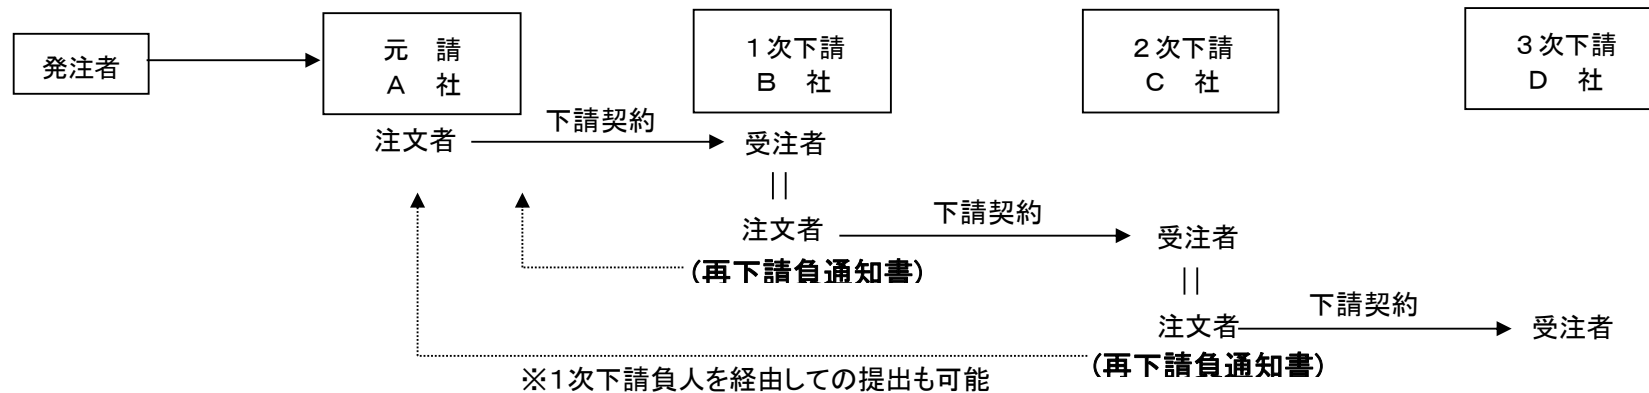 発注者
元　請
Ａ　社
１次下請
Ｂ　社
２次下請
Ｃ　社
３次下請
Ｄ　社
注文者
下請契約
受注者
||
注文者
下請契約
受注者
(再下請負通知書)
||
下請契約
注文者
受注者
(再下請負通知書)
※１次下請負人を経由しての提出も可能